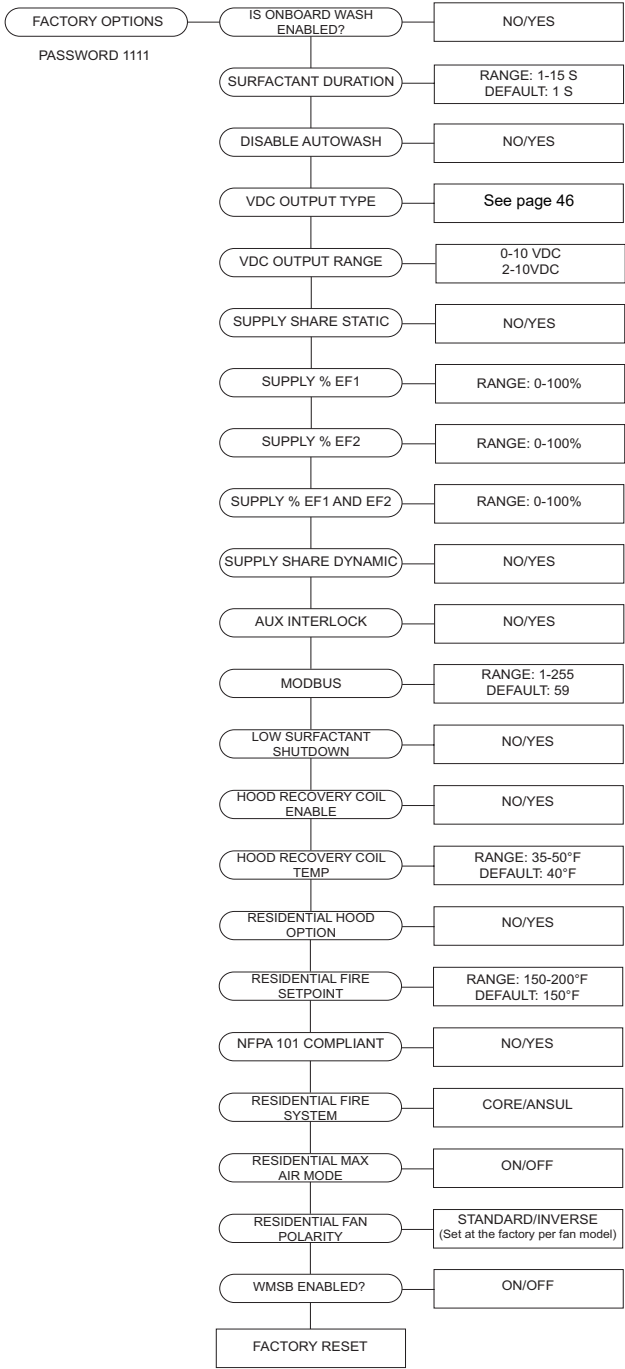 FACTORY OPTIONS
PASSWORD 1111
IS ONBOARD WASH
ENABLED?
NO/YES
SURFACTANT DURATION
RANGE: 1-15 S
DEFAULT: 1 S
DISABLE AUTOWASH
NO/YES
VDC OUTPUT TYPE
See page 46
VDC OUTPUT RANGE
0-10 VDC
2-10VDC
SUPPLY SHARE STATIC
NO/YES
SUPPLY % EF1
RANGE: 0-100%
SUPPLY % EF2
RANGE: 0-100%
SUPPLY % EF1 AND EF2
RANGE: 0-100%
SUPPLY SHARE DYNAMIC
NO/YES
AUX INTERLOCK
NO/YES
MODBUS
RANGE: 1-255
DEFAULT: 59
LOW SURFACTANT
SHUTDOWN
NO/YES
HOOD RECOVERY COIL
ENABLE
NO/YES
HOOD RECOVERY COIL
TEMP
RANGE: 35-50°F
DEFAULT: 40°F
RESIDENTIAL HOOD
OPTION
NO/YES
RESIDENTIAL FIRE
SETPOINT
RANGE: 150-200°F
DEFAULT: 150°F
NFPA 101 COMPLIANT
NO/YES
RESIDENTIAL FIRE
SYSTEM
CORE/ANSUL
RESIDENTIAL MAX
AIR MODE
ON/OFF
RESIDENTIAL FAN
POLARITY
STANDARD/INVERSE
(Set at the factory per fan model)
WMSB ENABLED?
ON/OFF
FACTORY RESET